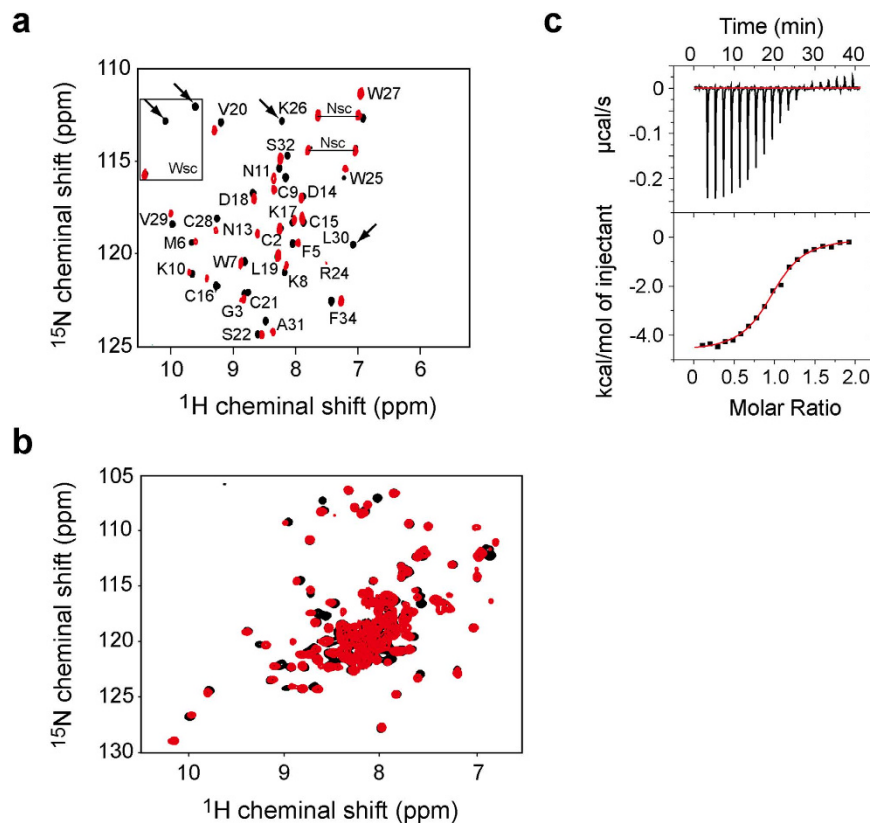 a
110
115
120
125
15N cheminal shift (ppm)
10
9
8
7
6
1H cheminal shift (ppm)
W27
V20
K26
Nsc
S32
Nsc
Wsc
N11
W25
C9
D14
D18
K17
V29
C28
N13
C15
C2
L30
M6
F5
W7
L19
R24
K10
K8
C16
C21
G3
F34
A31
S22
b
105
110
115
120
125
130
15N cheminal shift (ppm)
10
9
8
7
1H cheminal shift (ppm)
c
Time (min)
0 10 20 30 40
0
-0.1
-0.2
µcal/s
0
-2.0
-4.0
kcal/mol of injectant
0 0.5 1.0 1.5 2.0
Molar Ratio